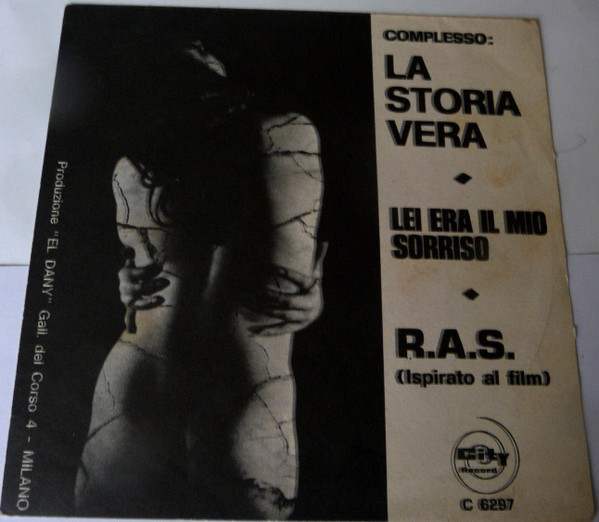 COMPLESSO:
LA
STORIA
VERA
LEI ERA IL MIO
SORRISO
R.A.S.
(Ispirato al film)
CITY
Record
C 6297
Produzione "EL DANY" Gall. del Corso 4 - MILANO